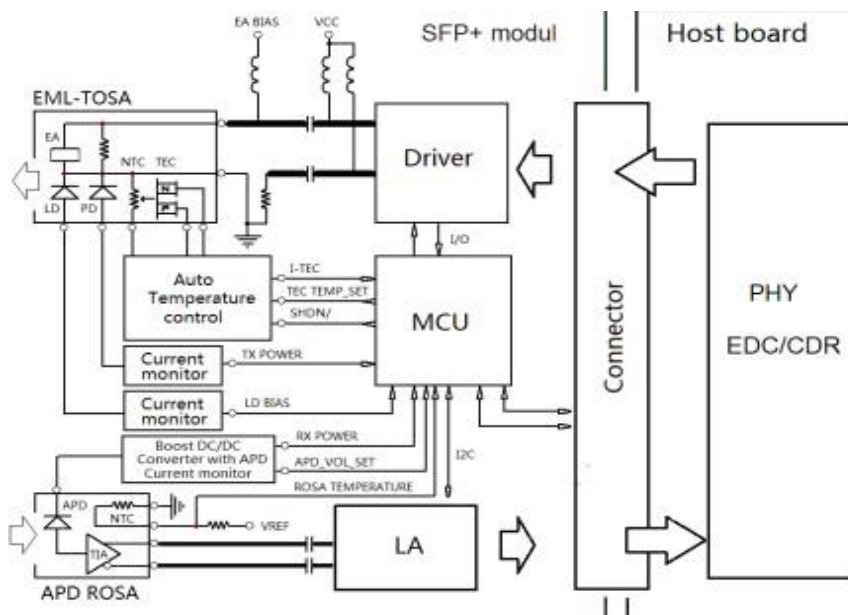 EA BIAS
VCC
SFP+ modul
Host board
EML-TOSA
EA
NTC
TEC
N
P
LD
PD
Driver
I/O
Auto
Temperature
control
I-TEC
TEC TEMP_SET
SHDN/
MCU
Connector
PHY
EDC/CDR
Current
monitor
TX POWER
Current
monitor
LD BIAS
Boost DC/DC
Converter with APD
Current monitor
RX POWER
APD_VOL_SET
I2C
ROSA TEMPERATURE
APD
NTC
VREF
TIA
LA
APD ROSA